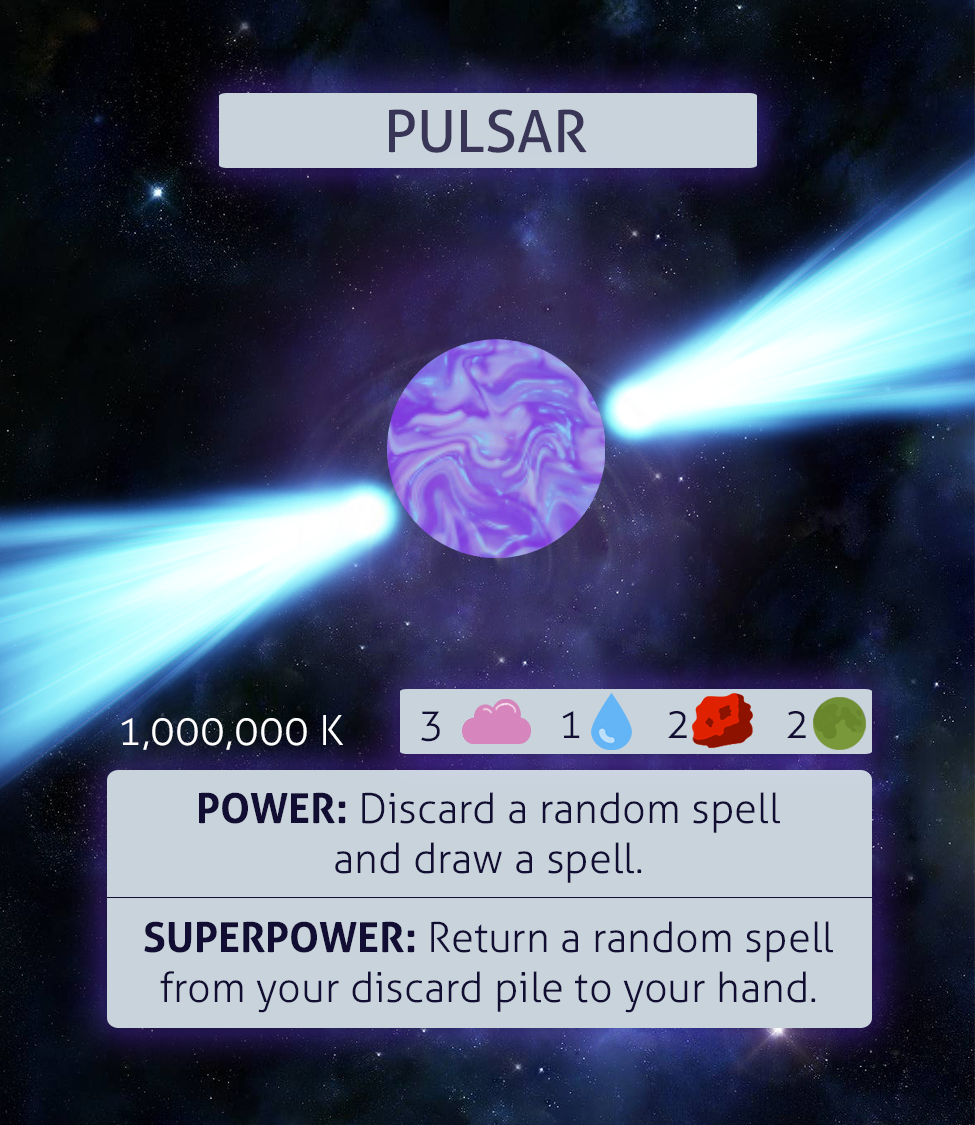 PULSAR
1,000,000 K
3 1 2 2
POWER: Discard a random spell
and draw a spell.
SUPERPOWER: Return a random spell
from your discard pile to your hand.